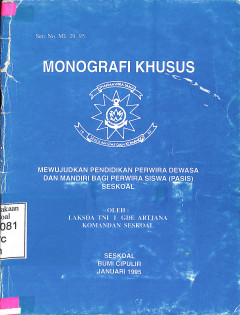 MONOGRAFI KHUSUS
MEWUJUDKAN PENDIDIKAN PERWIRA DEWASA
DAN MANDIRI BAGI PERWIRA SISWA (PASIS)
SESKOAL
OLEH :
LAKSDA TNI I GDE ARTJANA
KOMANDAN SESKOAL
081
SESKOAL
BUMI CIPULIR
JANUARI 1995